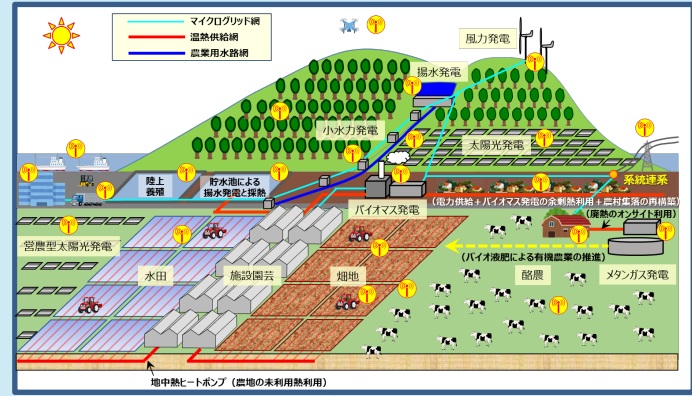 マイクログリッド網
温熱供給網
農業用水路網
風力発電
揚水発電
小水力発電
太陽光発電
系統連系
陸上
養殖
貯水池による
揚水発電と採熱
バイオマス発電
(電力供給+バイオマス発電の余剰熱利用+農村集落の再構築)
(廃熱のオンサイト利用)
営農型太陽光発電
水田
施設園芸
畑地
(バイオ液肥による有機農業の推進)
酪農
メタンガス発電
地中熱ヒートポンプ(農地の未利用熱利用)